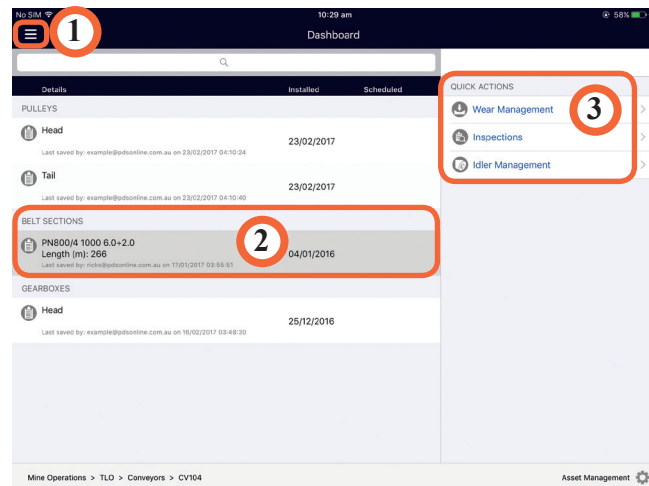 No SIM 10:29 am 58%
1
Dashboard
Details Installed Scheduled
QUICK ACTIONS
PULLEYS
Wear Management
3
Head
23/02/2017
Last saved by: example@pdsonline.com.au on 23/02/2017 04:10:24
Inspections
Tail
23/02/2017
Last saved by: example@pdsonline.com.au on 23/02/2017 04:10:40
Idler Management
BELT SECTIONS
2
PN800/4 1000 6.0+2.0
Length (m): 266
04/01/2016
Last saved by: ricks@pdsonline.com.au on 17/01/2017 03:55:51
GEARBOXES
Head
25/12/2016
Last saved by: example@pdsonline.com.au on 16/02/2017 03:48:20
Mine Operations > TLO > Conveyors > CV104
Asset Management